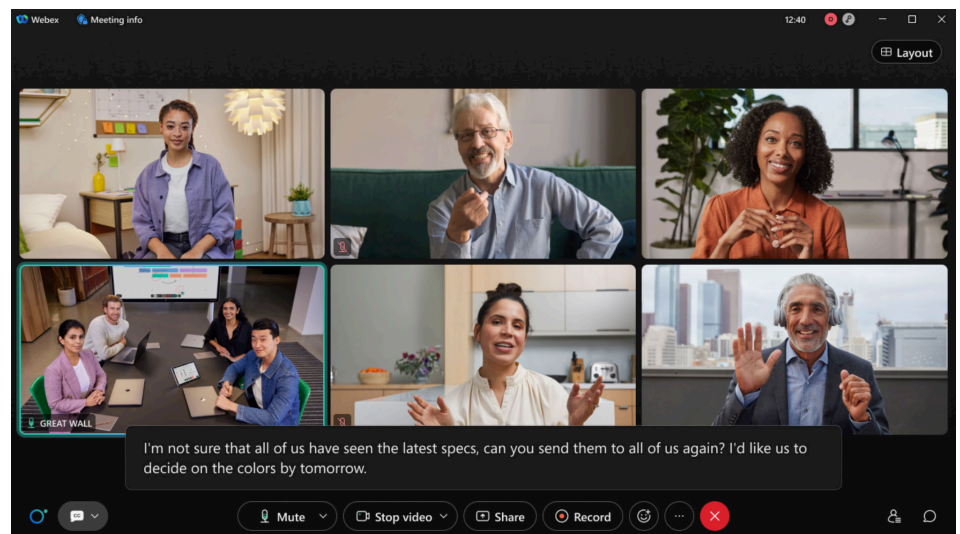 Webex
Meeting info
12:40
Layout
GREAT WALL
I'm not sure that all of us have seen the latest specs, can you send them to all of us again? I'd like us to
decide on the colors by tomorrow.
CC
Mute
Stop video
Share
Record